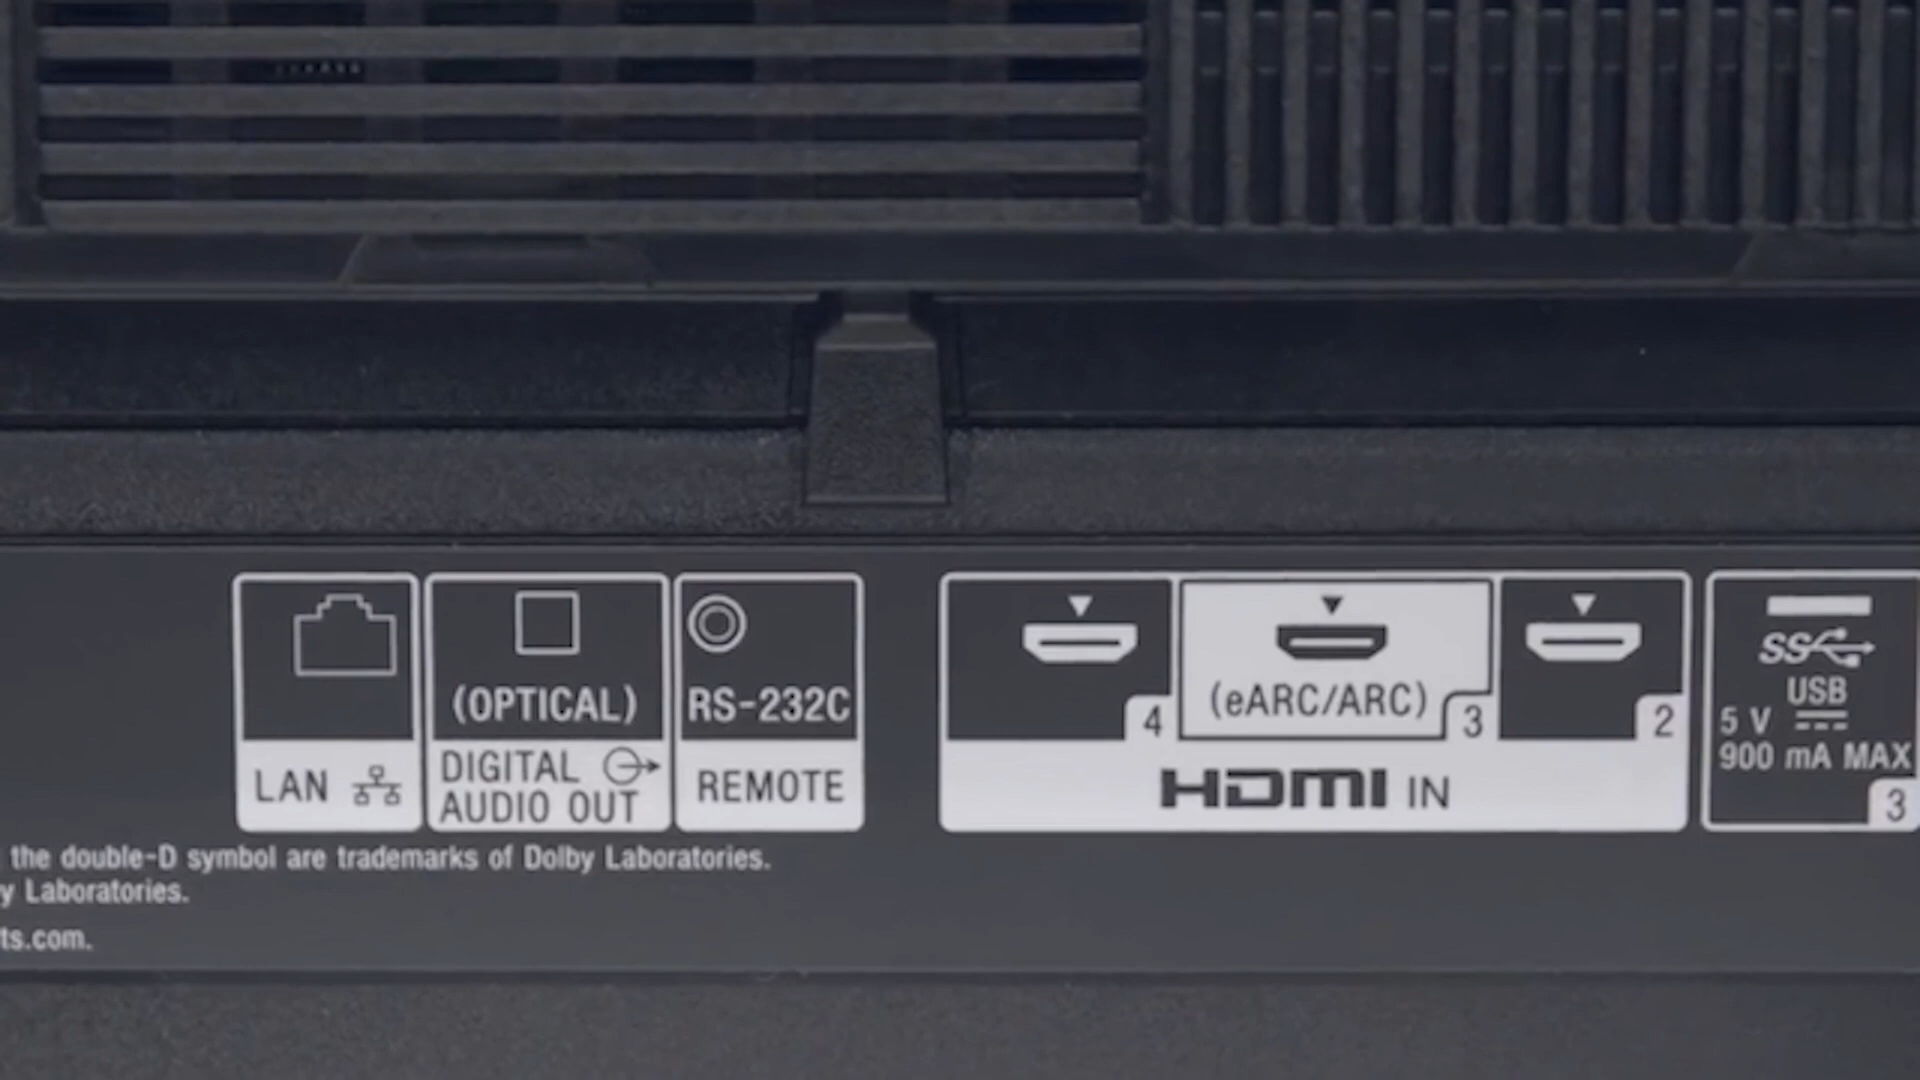 (OPTICAL)
RS-232C
LAN
DIGITAL
AUDIO OUT
REMOTE
(eARC/ARC)
4
3
2
HDMI IN
SS
USB
5 V
900 mA MAX
3
the double-D symbol are trademarks of Dolby Laboratories.
y Laboratories.
ts.com.